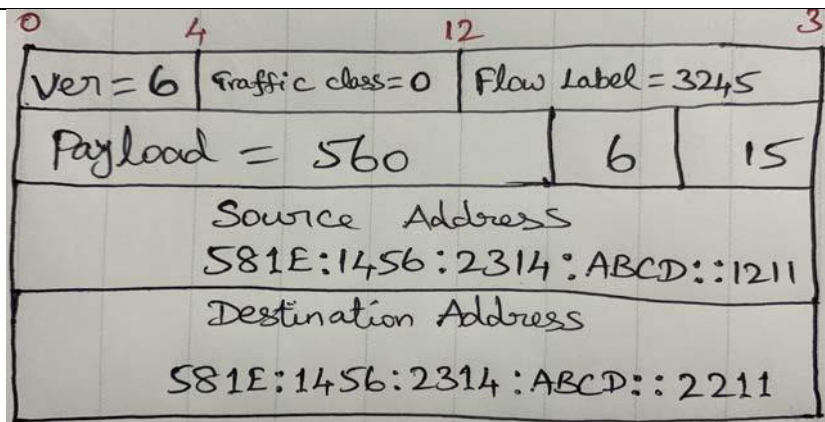 0 4 12 3
Ver = 6 Traffic class = 0 Flow Label = 3245
Payload = 560 6 15
Source Address
581E:1456:2314:ABCD::1211
Destination Address
581E:1456:2314:ABCD::2211